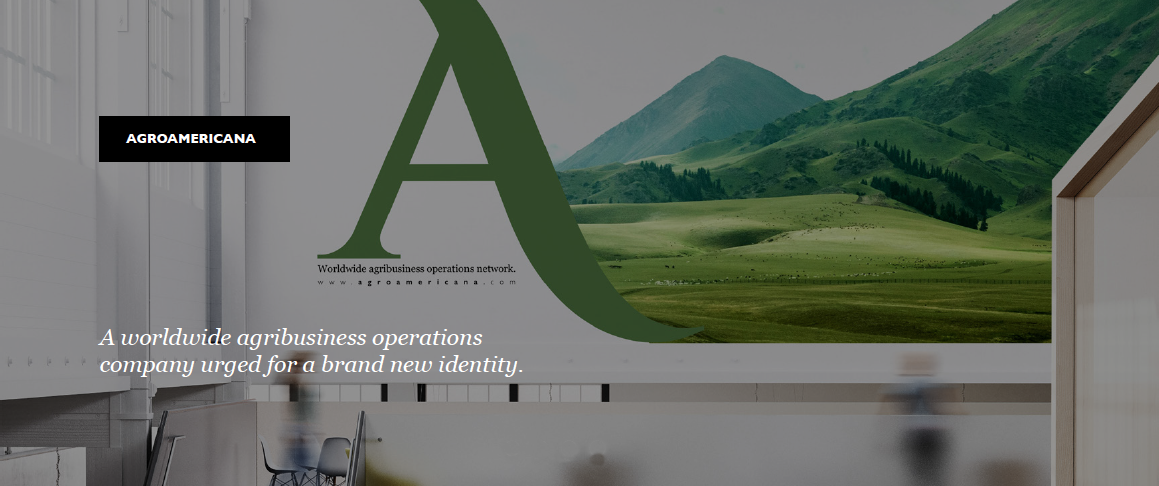 AGROAMERICANA
Worldwide agribusiness operations network.
www.agroamericana.com
A worldwide agribusiness operations
company urged for a brand new identity.